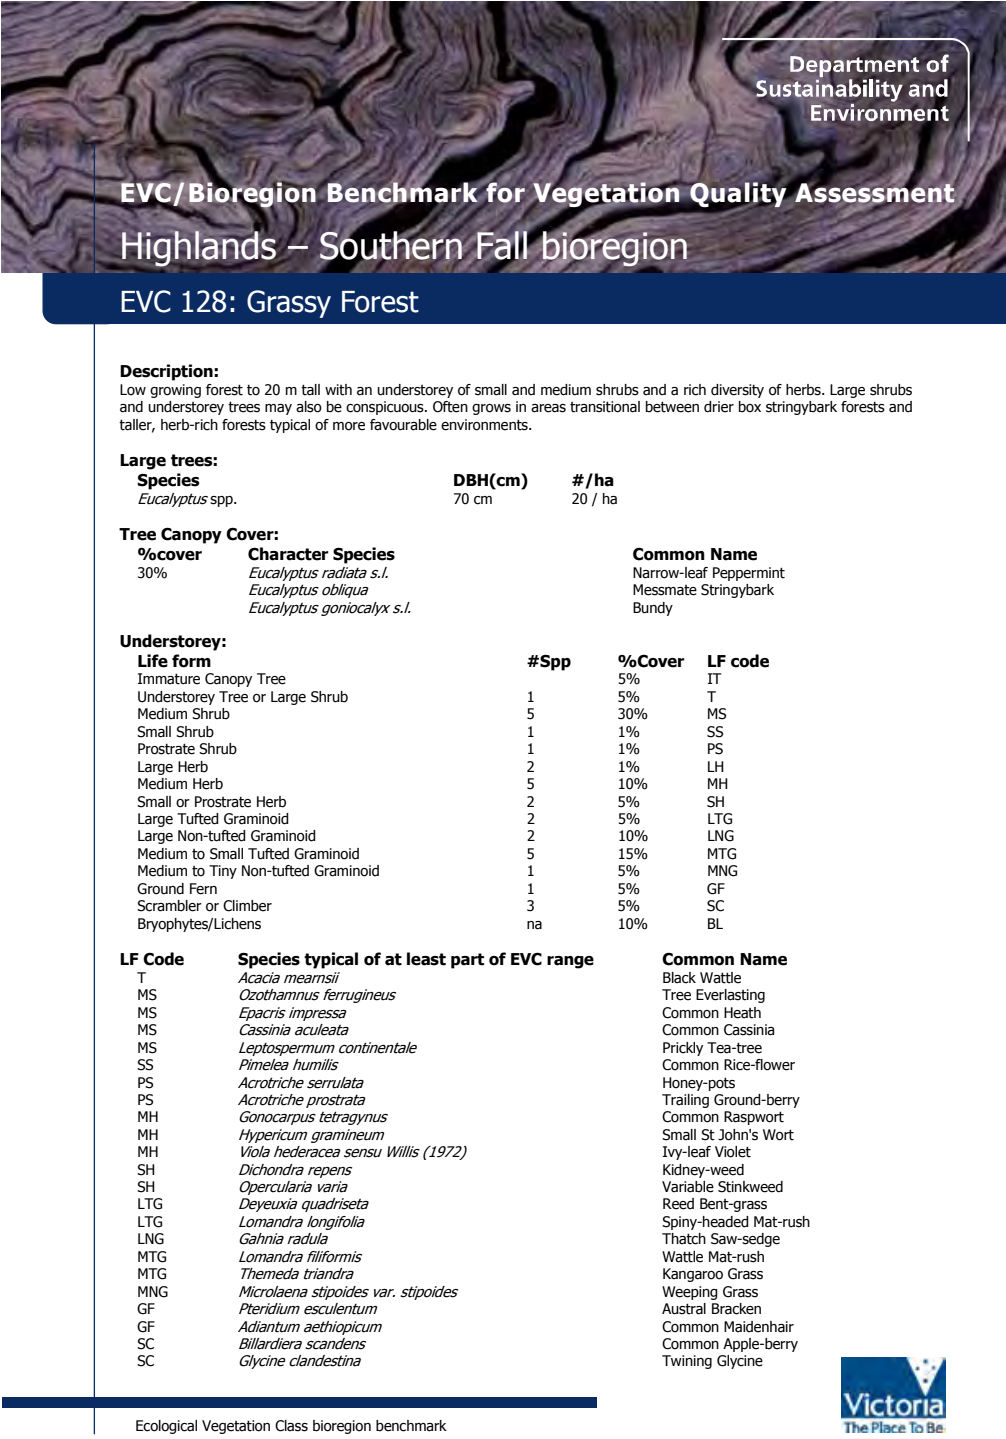 Department of
Sustainability and
Environment
EVC/Bioregion Benchmark for Vegetation Quality Assessment
Highlands – Southern Fall bioregion
EVC 128: Grassy Forest
Description:
Low growing forest to 20 m tall with an understorey of small and medium shrubs and a rich diversity of herbs. Large shrubs
and understorey trees may also be conspicuous. Often grows in areas transitional between drier box stringybark forests and
taller, herb-rich forests typical of more favourable environments.
Large trees:
Species DBH(cm) #/ha
Eucalyptus spp. 70 cm 20 / ha
Tree Canopy Cover:
%cover Character Species Common Name
30% Eucalyptus radiata s.l. Narrow-leaf Peppermint
Eucalyptus obliqua Messmate Stringybark
Eucalyptus goniocalyx s.l. Bundy
Understorey:
Life form #Spp %Cover LF code
Immature Canopy Tree 5% IT
Understorey Tree or Large Shrub 1 5% T
Medium Shrub 5 30% MS
Small Shrub 1 1% SS
Prostrate Shrub 1 1% PS
Large Herb 2 1% LH
Medium Herb 5 10% MH
Small or Prostrate Herb 2 5% SH
Large Tufted Graminoid 2 5% LTG
Large Non-tufted Graminoid 2 10% LNG
Medium to Small Tufted Graminoid 5 15% MTG
Medium to Tiny Non-tufted Graminoid 1 5% MNG
Ground Fern 1 5% GF
Scrambler or Climber 3 5% SC
Bryophytes/Lichens na 10% BL
LF Code Species typical of at least part of EVC range Common Name
T Acacia mearnsii Black Wattle
MS Ozothamnus ferrugineus Tree Everlasting
MS Epacris impressa Common Heath
MS Cassinia aculeata Common Cassinia
MS Leptospermum continentale Prickly Tea-tree
SS Pimelea humilis Common Rice-flower
PS Acrotriche serrulata Honey-pots
PS Acrotriche prostrata Trailing Ground-berry
MH Gonocarpus tetragynus Common Raspwort
MH Hypericum gramineum Small St John's Wort
MH Viola hederacea sensu Willis (1972) Ivy-leaf Violet
SH Dichondra repens Kidney-weed
SH Opercularia varia Variable Stinkweed
LTG Deyeuxia quadriseta Reed Bent-grass
LTG Lomandra longifolia Spiny-headed Mat-rush
LNG Gahnia radula Thatch Saw-sedge
MTG Lomandra filiformis Wattle Mat-rush
MTG Themeda triandra Kangaroo Grass
MNG Microlaena stipoides var. stipoides Weeping Grass
GF Pteridium esculentum Austral Bracken
GF Adiantum aethiopicum Common Maidenhair
SC Billardiera scandens Common Apple-berry
SC Glycine clandestina Twining Glycine
Victoria
The Place To Be
Ecological Vegetation Class bioregion benchmark